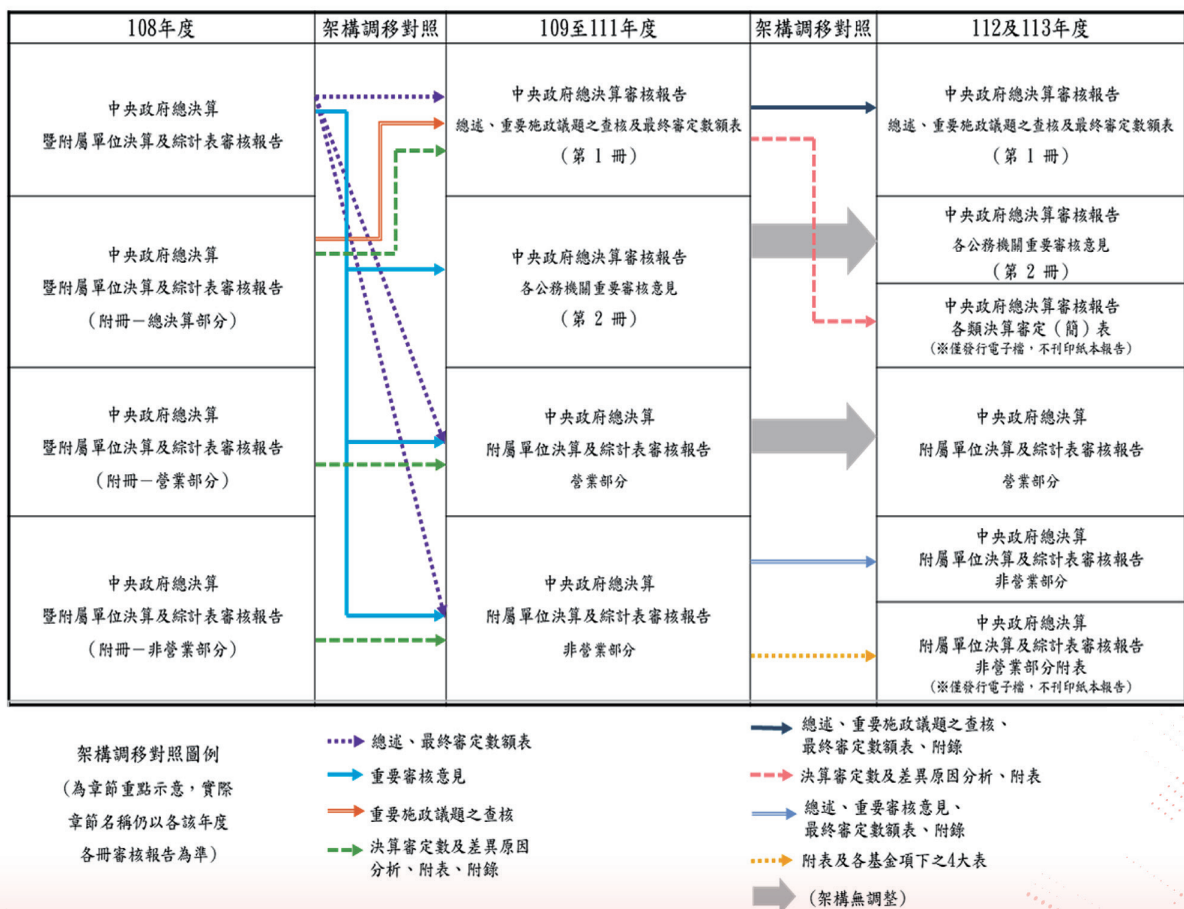 108年度
架構調移對照
109至111年度
架構調移對照
112及113年度
中央政府總決算
暨附屬單位決算及綜計表審核報告
中央政府總決算審核報告
總述、重要施政議題之查核及最終審定數額表
(第 1 冊)
中央政府總決算審核報告
總述、重要施政議題之查核及最終審定數額表
(第 1 冊)
中央政府總決算
暨附屬單位決算及綜計表審核報告
(附冊－總決算部分)
中央政府總決算審核報告
各公務機關重要審核意見
(第 2 冊)
中央政府總決算審核報告
各公務機關重要審核意見
(第 2 冊)
中央政府總決算審核報告
各類決算審定(簡)表
(※僅發行電子檔，不刊印紙本報告)
中央政府總決算
暨附屬單位決算及綜計表審核報告
(附冊－營業部分)
中央政府總決算
附屬單位決算及綜計表審核報告
營業部分
中央政府總決算
附屬單位決算及綜計表審核報告
營業部分
中央政府總決算
暨附屬單位決算及綜計表審核報告
(附冊－非營業部分)
中央政府總決算
附屬單位決算及綜計表審核報告
非營業部分
中央政府總決算
附屬單位決算及綜計表審核報告
非營業部分
中央政府總決算
附屬單位決算及綜計表審核報告
非營業部分附表
(※僅發行電子檔，不刊印紙本報告)
架構調移對照圖例
(為章節重點示意，實際
章節名稱仍以各該年度
各冊審核報告為準)
總述、最終審定數額表
重要審核意見
重要施政議題之查核
決算審定數及差異原因
分析、附表、附錄
總述、重要施政議題之查核、
最終審定數額表、附錄
決算審定數及差異原因分析、附表
總述、重要審核意見、
最終審定數額表、附錄
附表及各基金項下之4大表
(架構無調整)